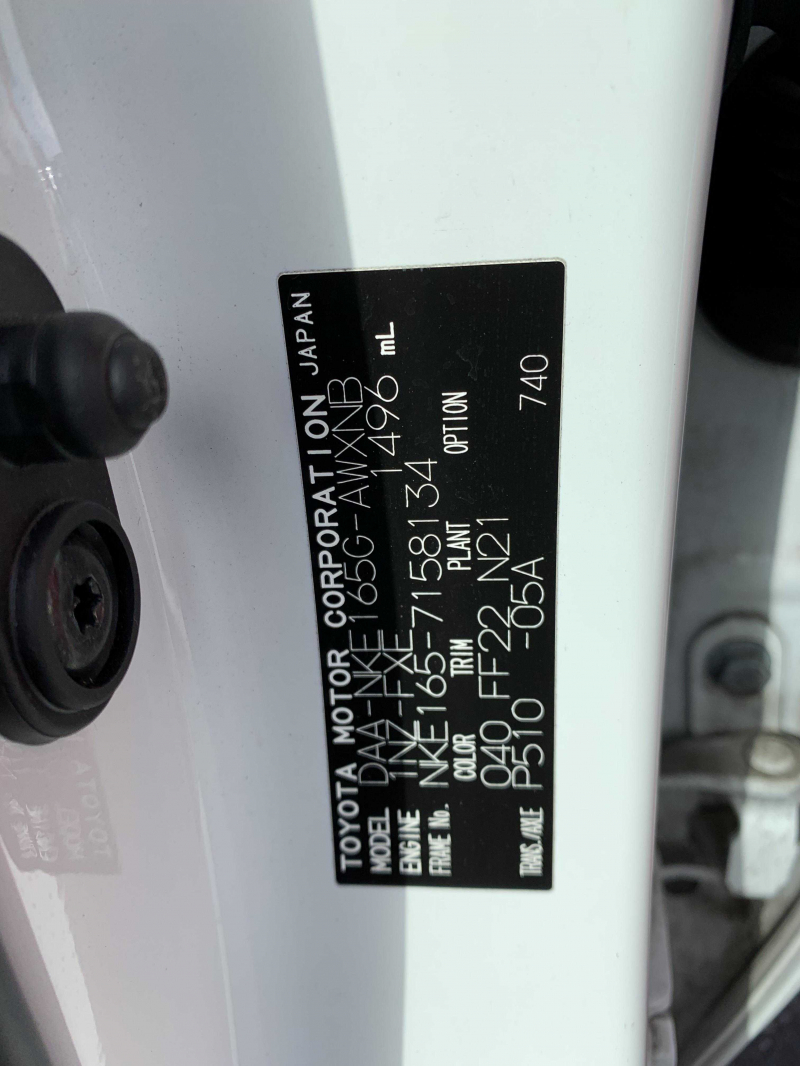 TOYOTA MOTOR CORPORATION JAPAN
MODEL DAA-NKE165G-AWXNB
ENGINE 1NZ-FXE 1496 mL
FRAME No. NKE165-7158134
COLOR TRIM PLANT OPTION
040 FF22 N21
TRANS./AXLE P510 -05A 740